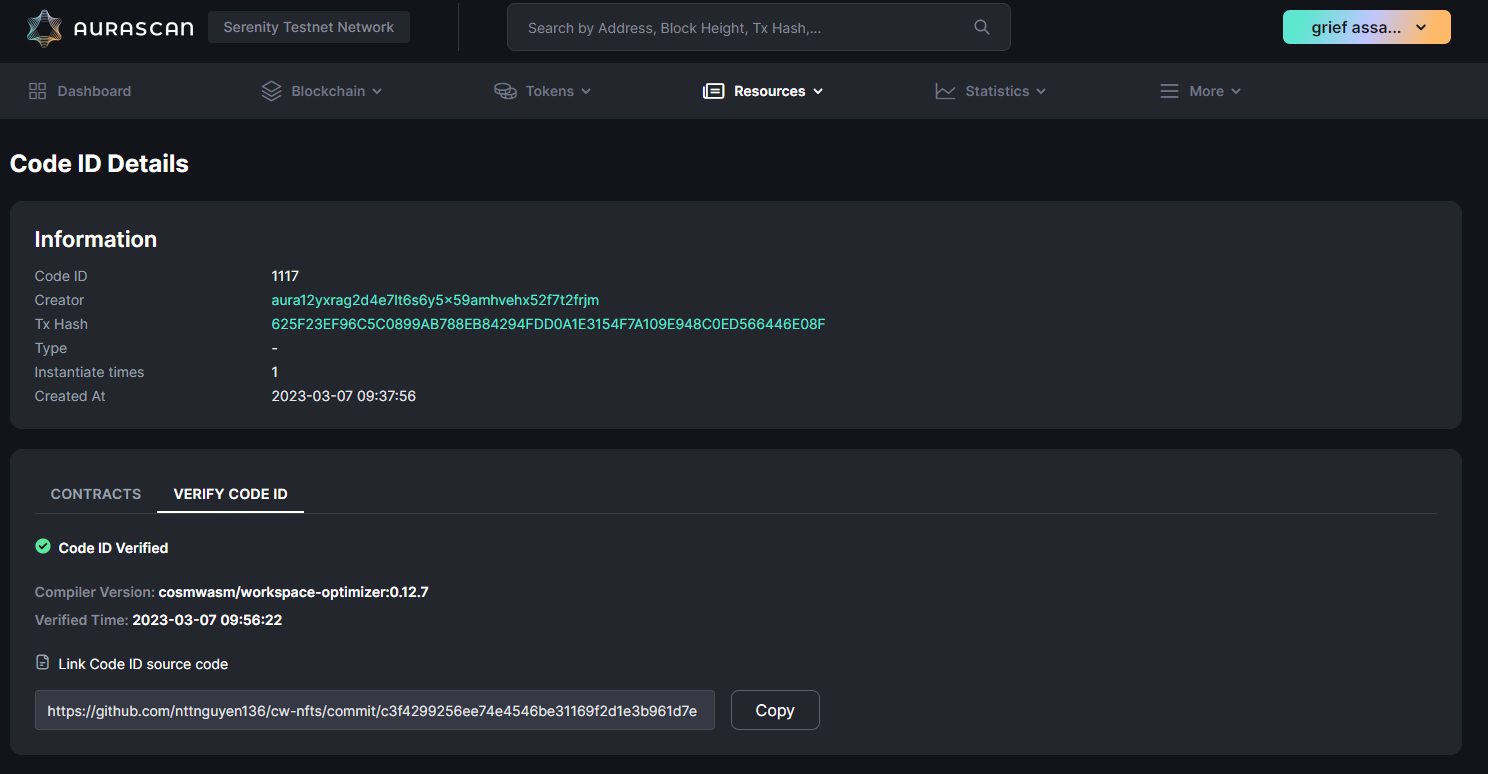 AURASCAN
Serenity Testnet Network
Search by Address, Block Height, Tx Hash,...
grief assa...
Dashboard
Blockchain
Tokens
Resources
Statistics
More
Code ID Details
Information
Code ID 1117
Creator aura12yxrag2d4e7lt6s6y5x59amhvehx52f7t2frjm
Tx Hash 625F23EF96C5C0899AB788EB84294FDD0A1E3154F7A109E948C0ED566446E08F
Type -
Instantiate times 1
Created At 2023-03-07 09:37:56
CONTRACTS
VERIFY CODE ID
Code ID Verified
Compiler Version: cosmwasm/workspace-optimizer:0.12.7
Verified Time: 2023-03-07 09:56:22
Link Code ID source code
https://github.com/nttnguyen136/cw-nfts/commit/c3f4299256ee74e4546be31169f2d1e3b961d7e
Copy